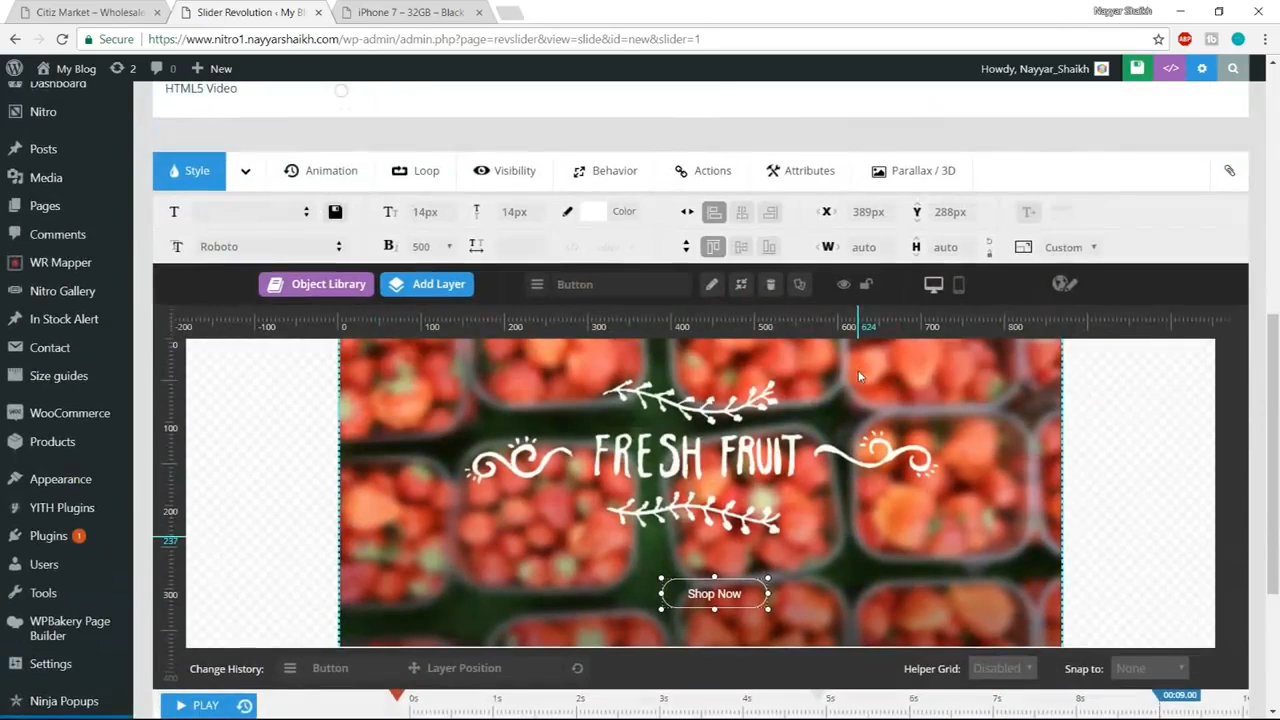 Citiz Market – Wholesale
Slider Revolution ‹ My Bl
iPhone 7 – 32GB – Black
Nayyar Shaikh
Secure
https://www.nitro1.nayyarshaikh.com/wp-admin/admin.php?page=revslider&view=slide&id=new&slider=1
My Blog 2 0 New
Howdy, Nayyar_Shaikh
Dashboard
Nitro
Posts
Media
Pages
Comments
WR Mapper
Nitro Gallery
In Stock Alert
Contact
Size guides
WooCommerce
Products
Appearance
YITH Plugins
Plugins 1
Users
Tools
WPBakery Page
Builder
Settings
Ninja Popups
HTML5 Video
Style Animation Loop Visibility Behavior Actions Attributes Parallax / 3D
14px 14px Color X 389px Y 288px
Roboto 500 W auto H auto Custom
Object Library Add Layer Button
-200 -100 0 100 200 300 400 500 600 624 700 800
0
100
200
237
300
400
FRESH FRUIT
Shop Now
Change History: Button Layer Position Helper Grid: Disabled Snap to: None
PLAY 0s 1s 2s 3s 4s 5s 6s 7s 8s 00:09.00